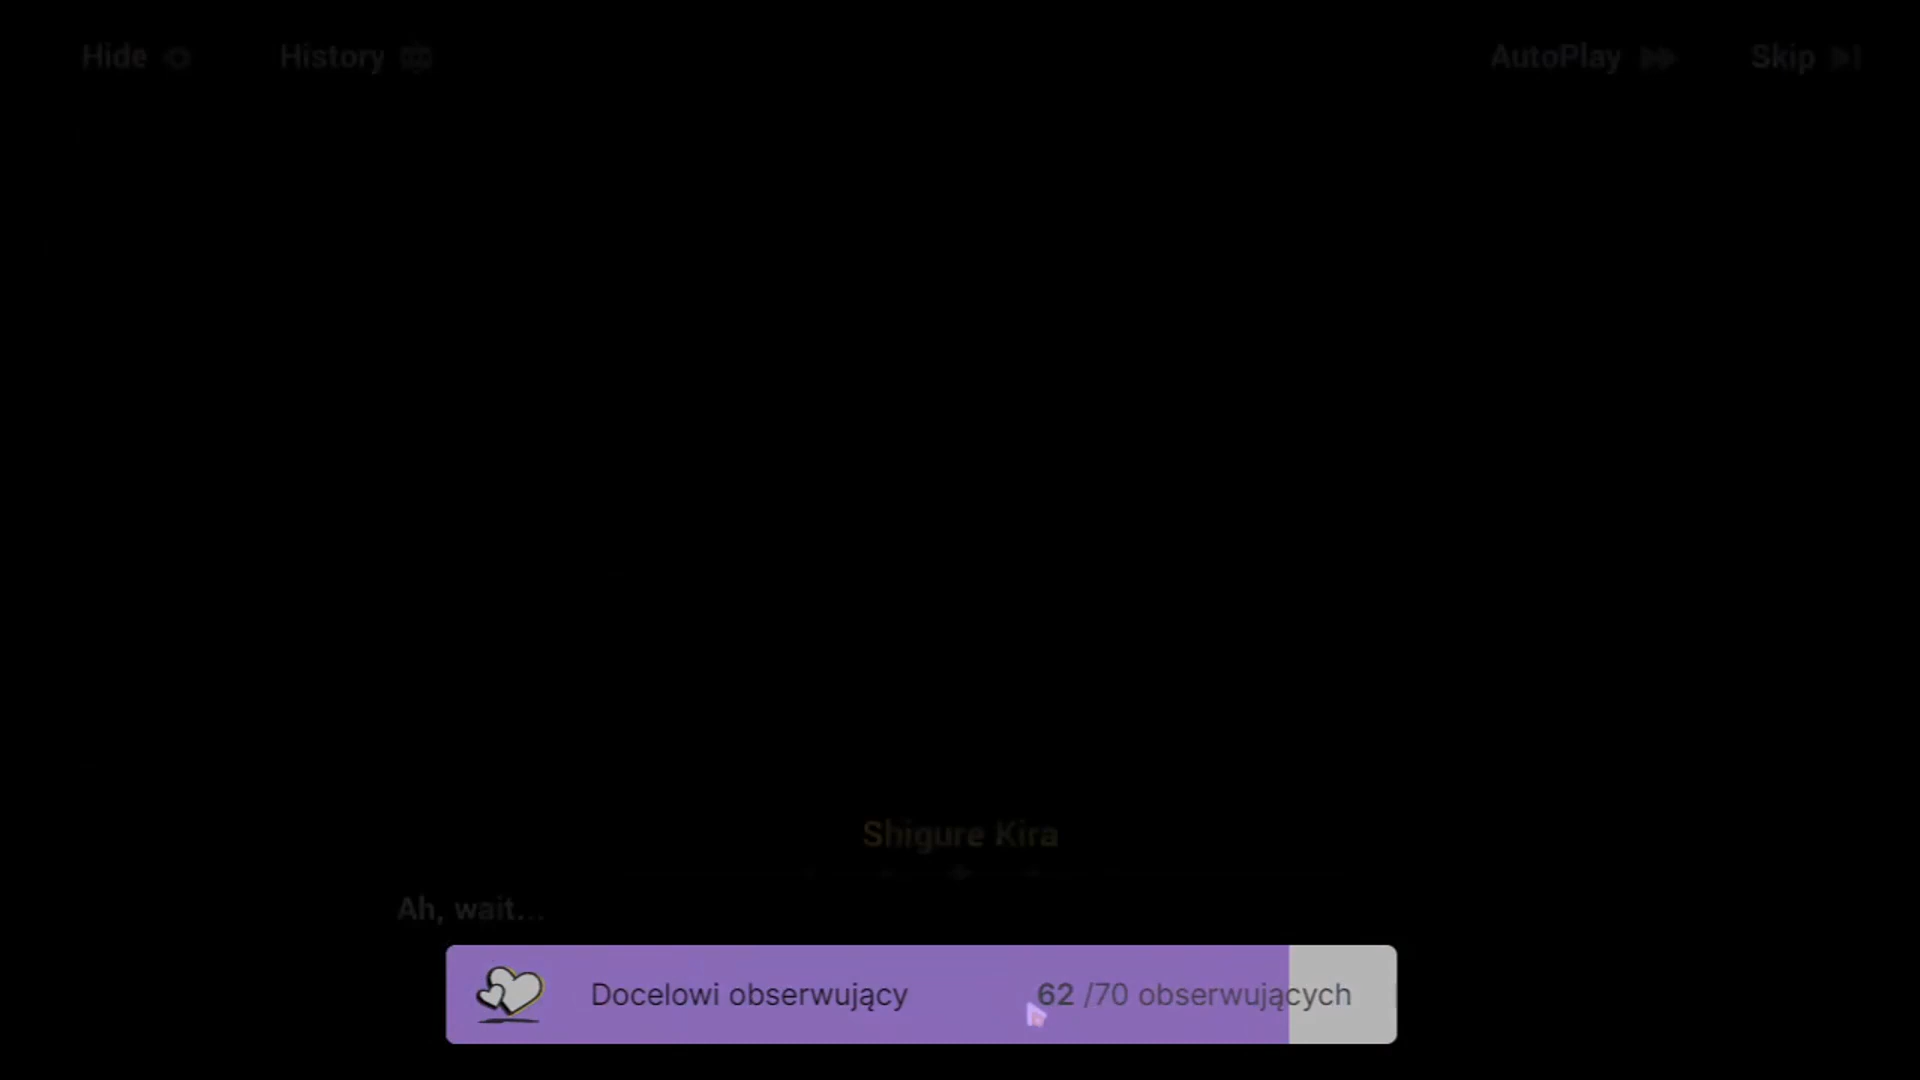 Hide
History
AutoPlay
Skip
Shigure Kira
Ah, wait...
Docelowi obserwujący
62 /70 obserwujących